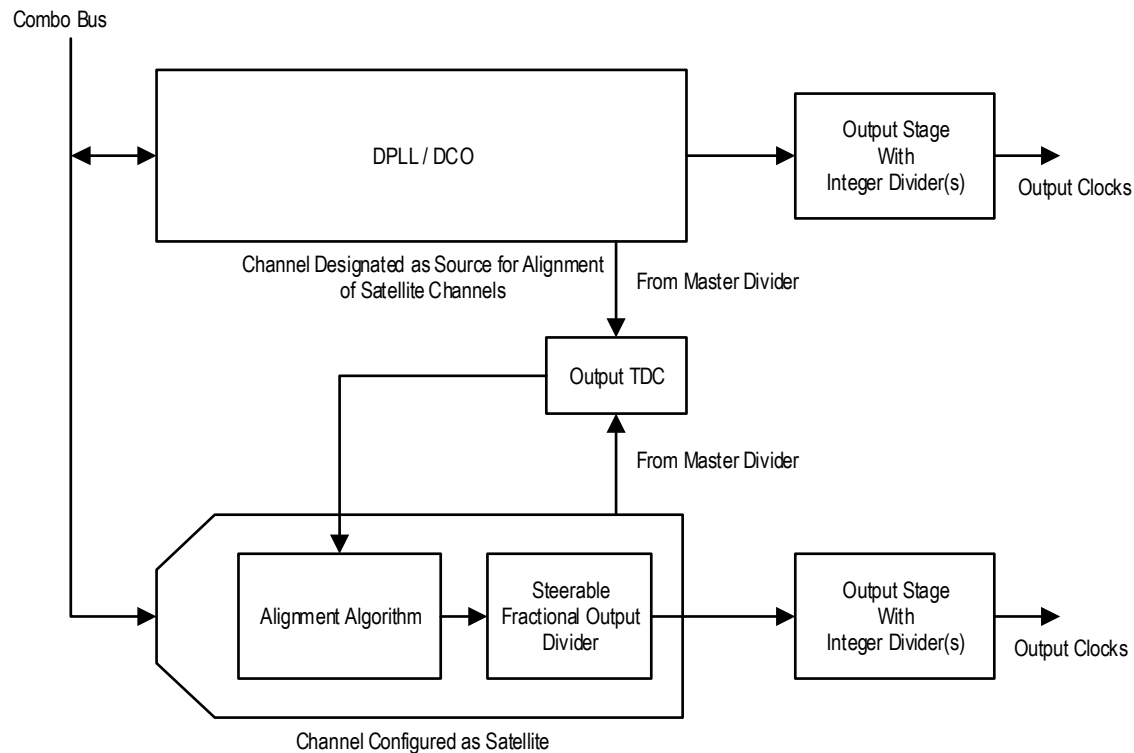 Combo Bus
DPLL / DCO
Output Stage
With
Integer Divider(s)
Output Clocks
Channel Designated as Source for Alignment
of Satellite Channels
From Master Divider
Output TDC
From Master Divider
Alignment Algorithm
Steerable
Fractional Output
Divider
Output Stage
With
Integer Divider(s)
Output Clocks
Channel Configured as Satellite